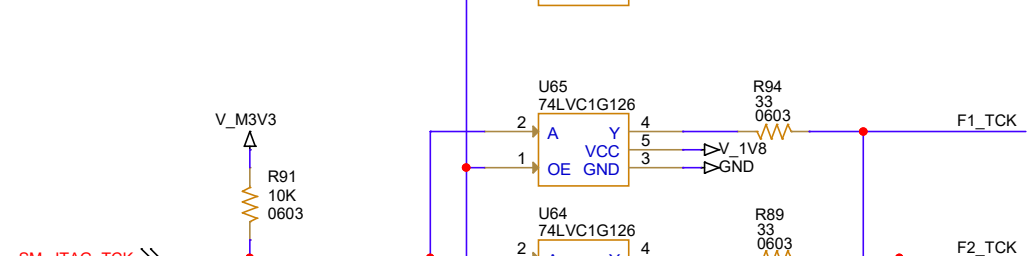 U65
74LVC1G126
R94
33
0603
V_M3V3
2
A
Y
4
F1_TCK
VCC
5
V_1V8
1
OE
GND
3
GND
R91
10K
0603
U64
74LVC1G126
R89
33
0603
2
4
F2_TCK
SM_JTAG_TCK